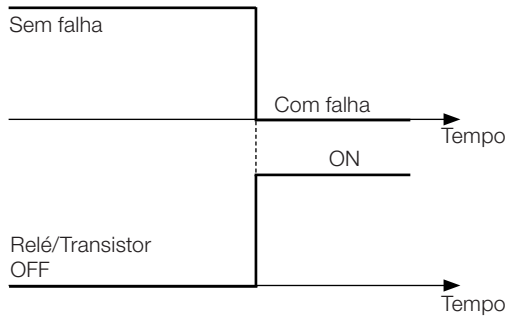 Sem falha
Com falha
Tempo
ON
Relé/Transistor
OFF
Tempo